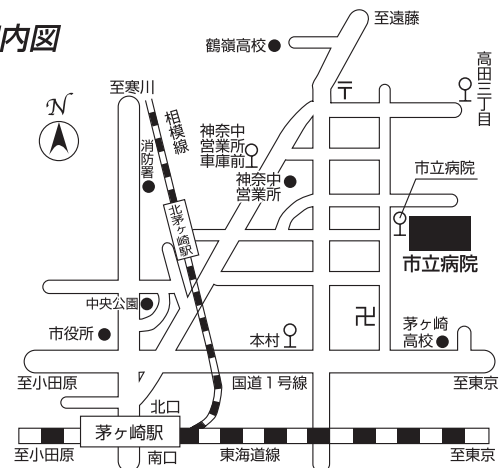 内図
至遠藤
鶴嶺高校
高田三丁目
〒
至寒川
N
相模線
消防署
神奈中
営業所
車庫前
神奈中
営業所
市立病院
北茅ヶ崎駅
市立病院
中央公園
市役所
本村
茅ヶ崎
高校
至小田原
国道1号線
至東京
北口
茅ヶ崎駅
至小田原
南口
東海道線
至東京